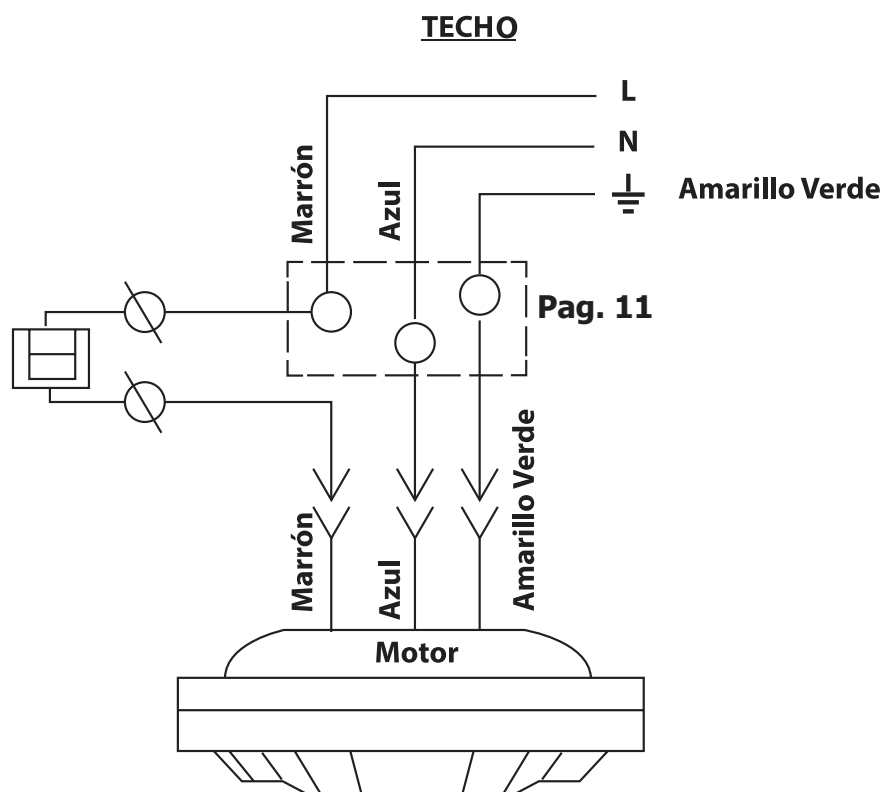 TECHO
L
N
Amarillo Verde
Marrón
Azul
Pag. 11
Marrón
Azul
Amarillo Verde
Motor